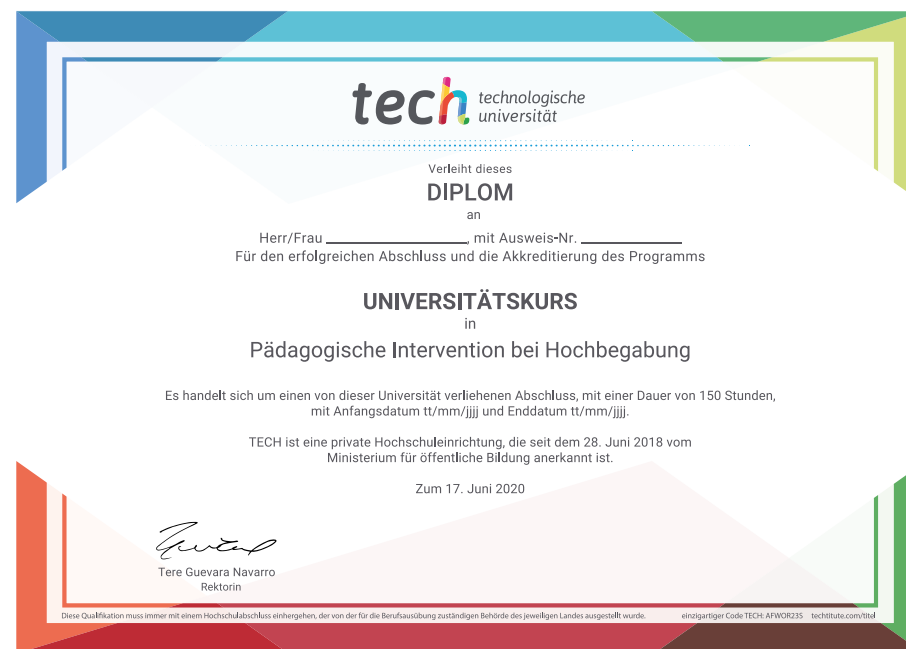 tech technologische
universität
Verleiht dieses
DIPLOM
an
Herr/Frau ____________________, mit Ausweis-Nr. ______________
Für den erfolgreichen Abschluss und die Akkreditierung des Programms
UNIVERSITÄTSKURS
in
Pädagogische Intervention bei Hochbegabung
Es handelt sich um einen von dieser Universität verliehenen Abschluss, mit einer Dauer von 150 Stunden,
mit Anfangsdatum tt/mm/jjjj und Enddatum tt/mm/jjjj.
TECH ist eine private Hochschuleinrichtung, die seit dem 28. Juni 2018 vom
Ministerium für öffentliche Bildung anerkannt ist.
Zum 17. Juni 2020
Tere Guevara Navarro
Rektorin
Diese Qualifikation muss immer mit einem Hochschulabschluss einhergehen, der von der für die Berufsausübung zuständigen Behörde des jeweiligen Landes ausgestellt wurde. einzigartiger Code TECH: AFWOR23S techtitute.com/titel